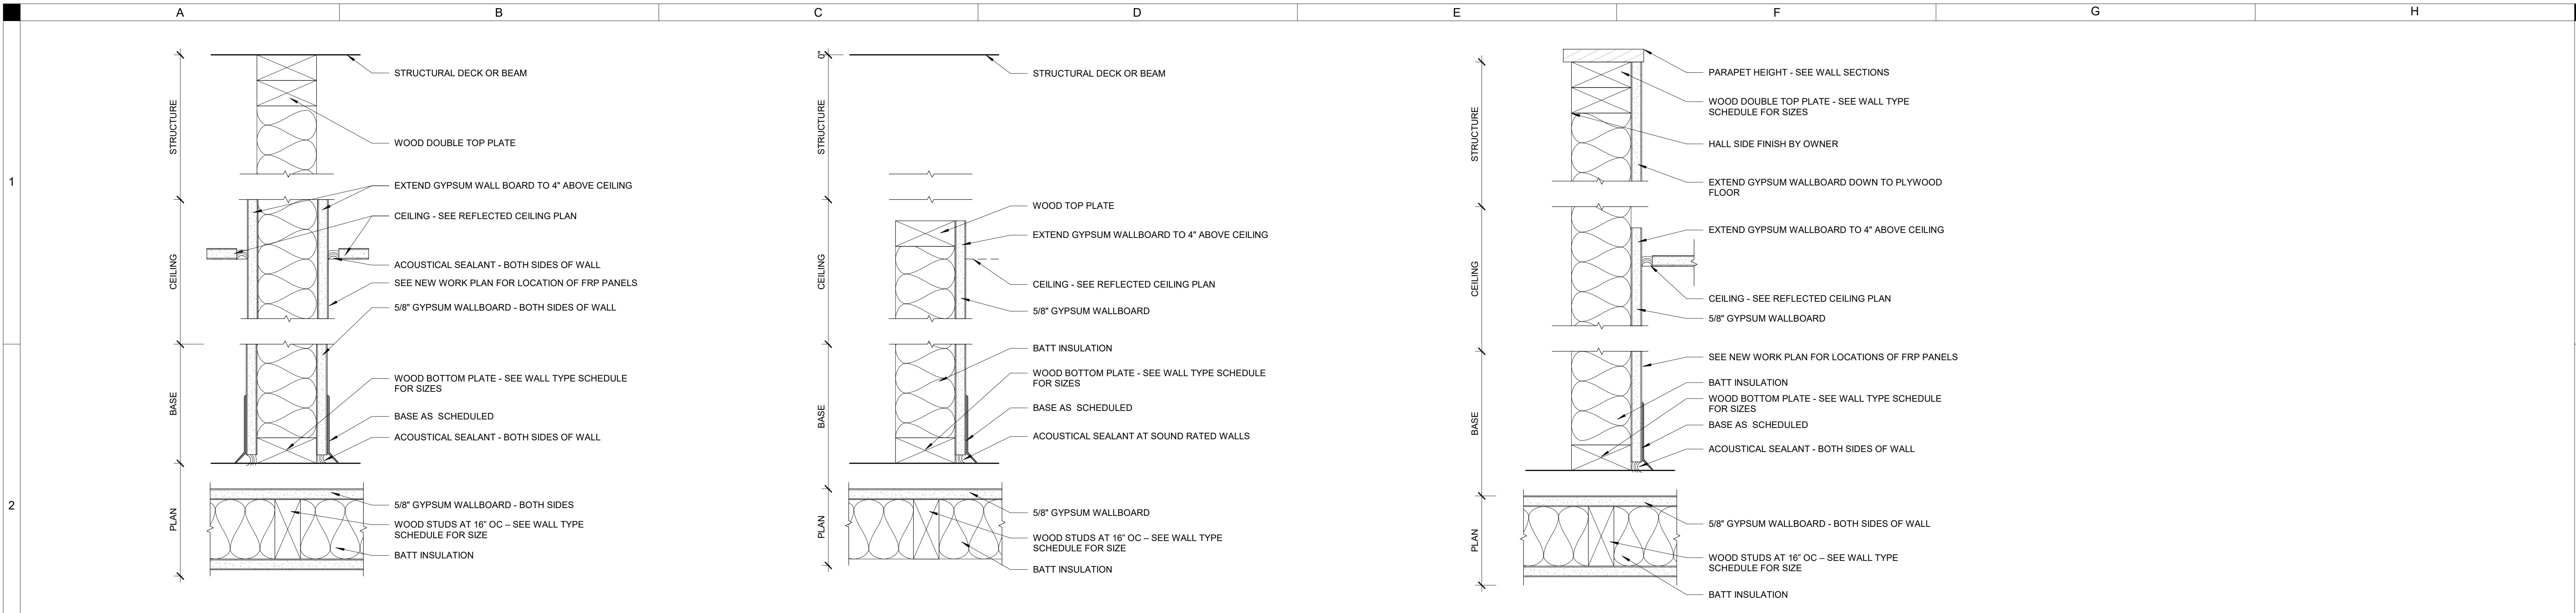 A
B
C
D
E
F
G
H
1
2
STRUCTURE
CEILING
BASE
PLAN
STRUCTURAL DECK OR BEAM
WOOD DOUBLE TOP PLATE
EXTEND GYPSUM WALL BOARD TO 4" ABOVE CEILING
CEILING - SEE REFLECTED CEILING PLAN
ACOUSTICAL SEALANT - BOTH SIDES OF WALL
SEE NEW WORK PLAN FOR LOCATION OF FRP PANELS
5/8" GYPSUM WALLBOARD - BOTH SIDES OF WALL
WOOD BOTTOM PLATE - SEE WALL TYPE SCHEDULE
FOR SIZES
BASE AS  SCHEDULED
ACOUSTICAL SEALANT - BOTH SIDES OF WALL
5/8" GYPSUM WALLBOARD - BOTH SIDES
WOOD STUDS AT 16" OC – SEE WALL TYPE
SCHEDULE FOR SIZE
BATT INSULATION
0"
STRUCTURE
CEILING
BASE
PLAN
STRUCTURAL DECK OR BEAM
WOOD TOP PLATE
EXTEND GYPSUM WALLBOARD TO 4" ABOVE CEILING
CEILING - SEE REFLECTED CEILING PLAN
5/8" GYPSUM WALLBOARD
BATT INSULATION
WOOD BOTTOM PLATE - SEE WALL TYPE SCHEDULE
FOR SIZES
BASE AS  SCHEDULED
ACOUSTICAL SEALANT AT SOUND RATED WALLS
5/8" GYPSUM WALLBOARD
WOOD STUDS AT 16" OC – SEE WALL TYPE
SCHEDULE FOR SIZE
BATT INSULATION
STRUCTURE
CEILING
BASE
PLAN
PARAPET HEIGHT - SEE WALL SECTIONS
WOOD DOUBLE TOP PLATE - SEE WALL TYPE
SCHEDULE FOR SIZES
HALL SIDE FINISH BY OWNER
EXTEND GYPSUM WALLBOARD DOWN TO PLYWOOD
FLOOR
EXTEND GYPSUM WALLBOARD TO 4" ABOVE CEILING
CEILING - SEE REFLECTED CEILING PLAN
5/8" GYPSUM WALLBOARD
SEE NEW WORK PLAN FOR LOCATIONS OF FRP PANELS
BATT INSULATION
WOOD BOTTOM PLATE - SEE WALL TYPE SCHEDULE
FOR SIZES
BASE AS  SCHEDULED
ACOUSTICAL SEALANT - BOTH SIDES OF WALL
5/8" GYPSUM WALLBOARD - BOTH SIDES OF WALL
WOOD STUDS AT 16" OC – SEE WALL TYPE
SCHEDULE FOR SIZE
BATT INSULATION